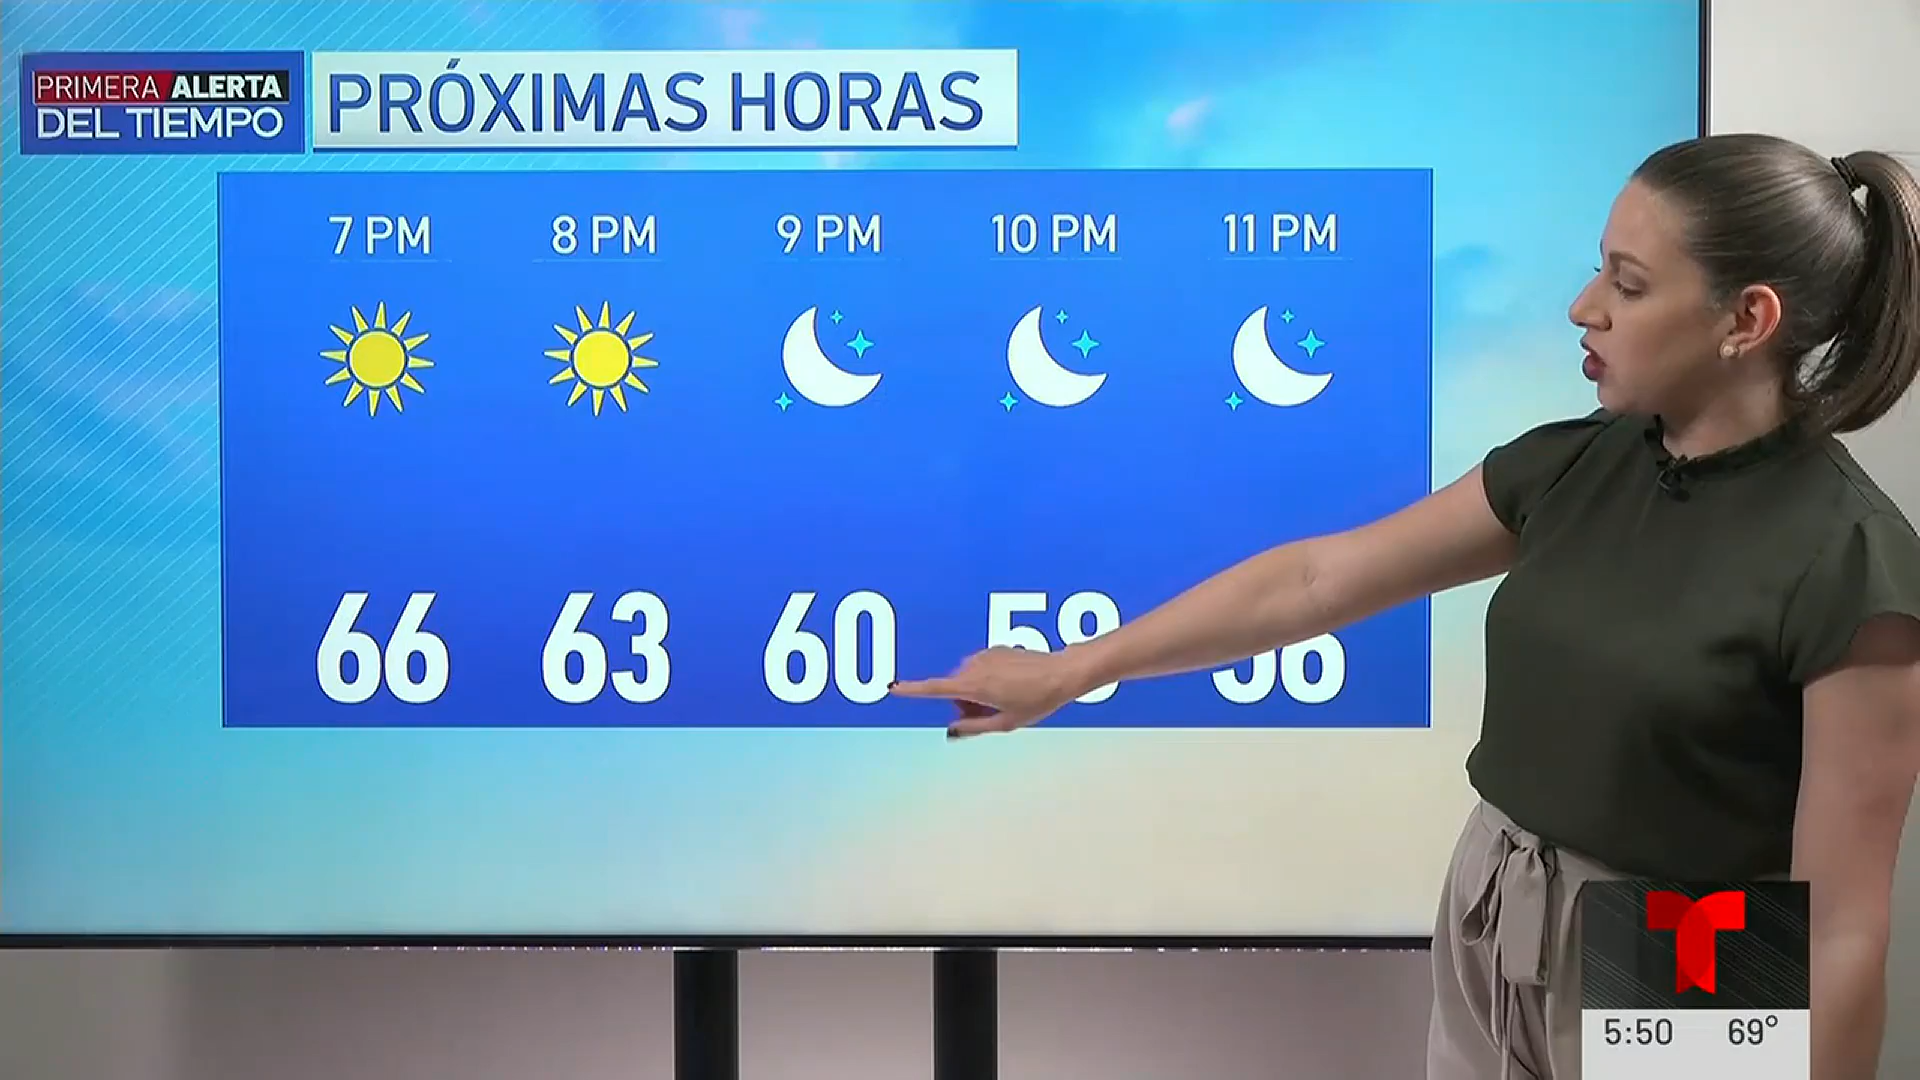 PRIMERA ALERTA
DEL TIEMPO
PRÓXIMAS HORAS
7 PM 8 PM 9 PM 10 PM 11 PM
66 63 60
5:50 69°